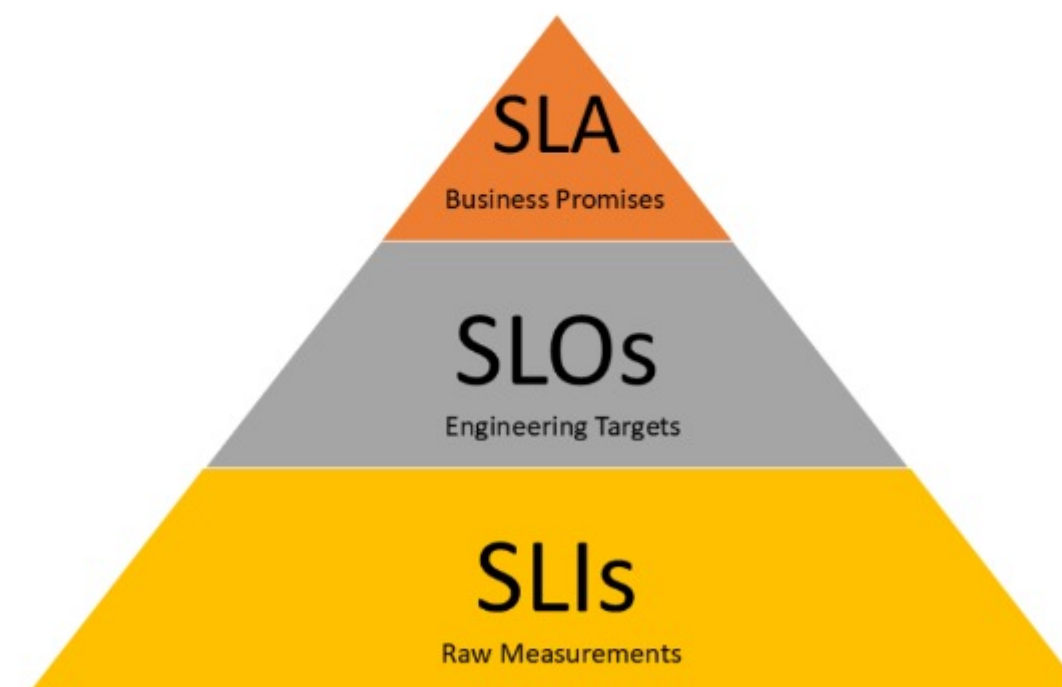 SLA
Business Promises
SLOs
Engineering Targets
SLIs
Raw Measurements